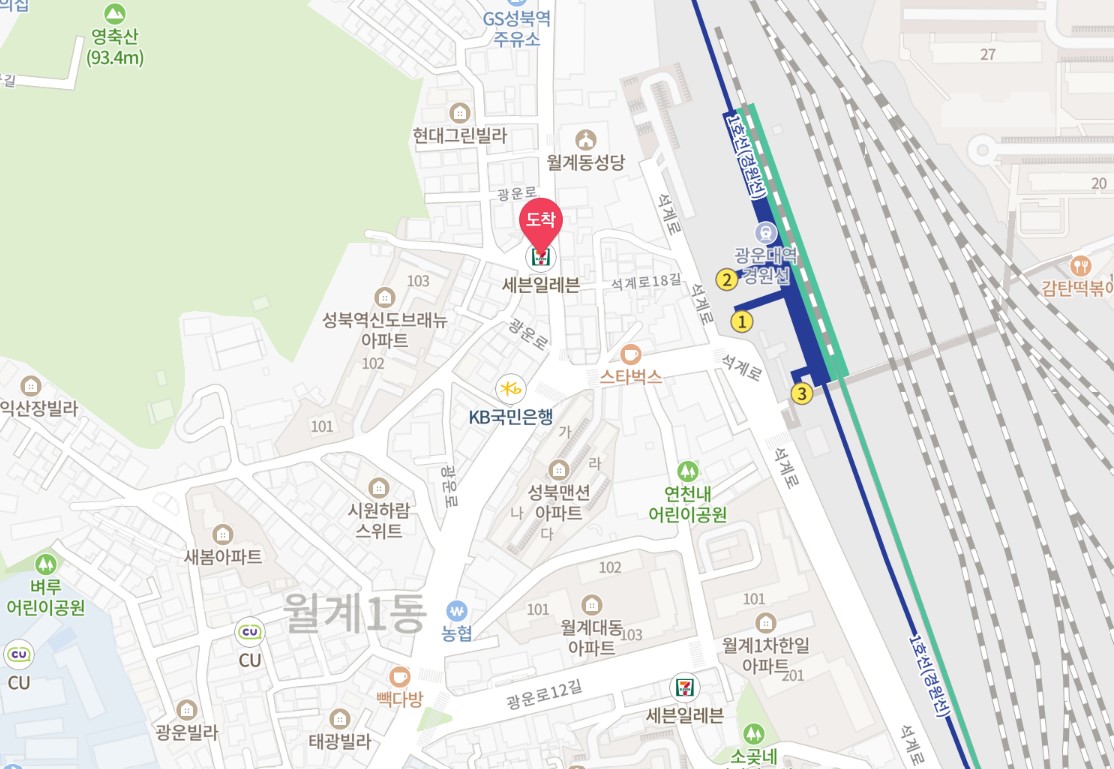 의집
영축산
(93.4m)
GS성북역
주유소
27
현대그린빌라
월계동성당
1호선(경원선)
20
광운로
석계로
도착
세븐일레븐
광운대역
경원선
2
1
3
감탄떡볶이
103
석계로18길
석계로
성북역신도브래뉴
아파트
102
101
광운로
스타벅스
석계로
KB국민은행
익산장빌라
가
라
나
다
성북맨션
아파트
광운로
시원하람
스위트
연천내
어린이공원
석계로
새봄아파트
벼루
어린이공원
CU
월계1동
CU
농협
102
101
103
월계대동
아파트
101
월계1차한일
아파트
201
1호선(경원선)
빽다방
광운로12길
세븐일레븐
광운빌라
태광빌라
소곶네
석계로